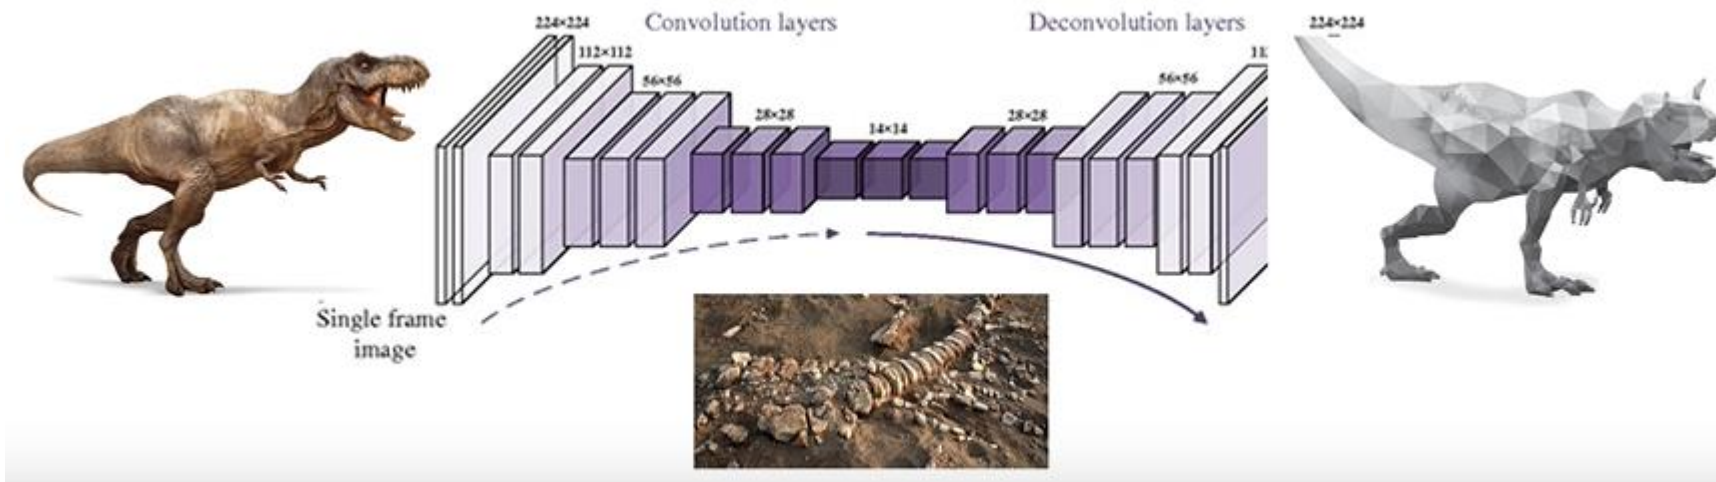 224×224
Convolution layers
Deconvolution layers
224×224
112×112
11
56×56
56×56
28×28
28×28
14×14
Single frame
image